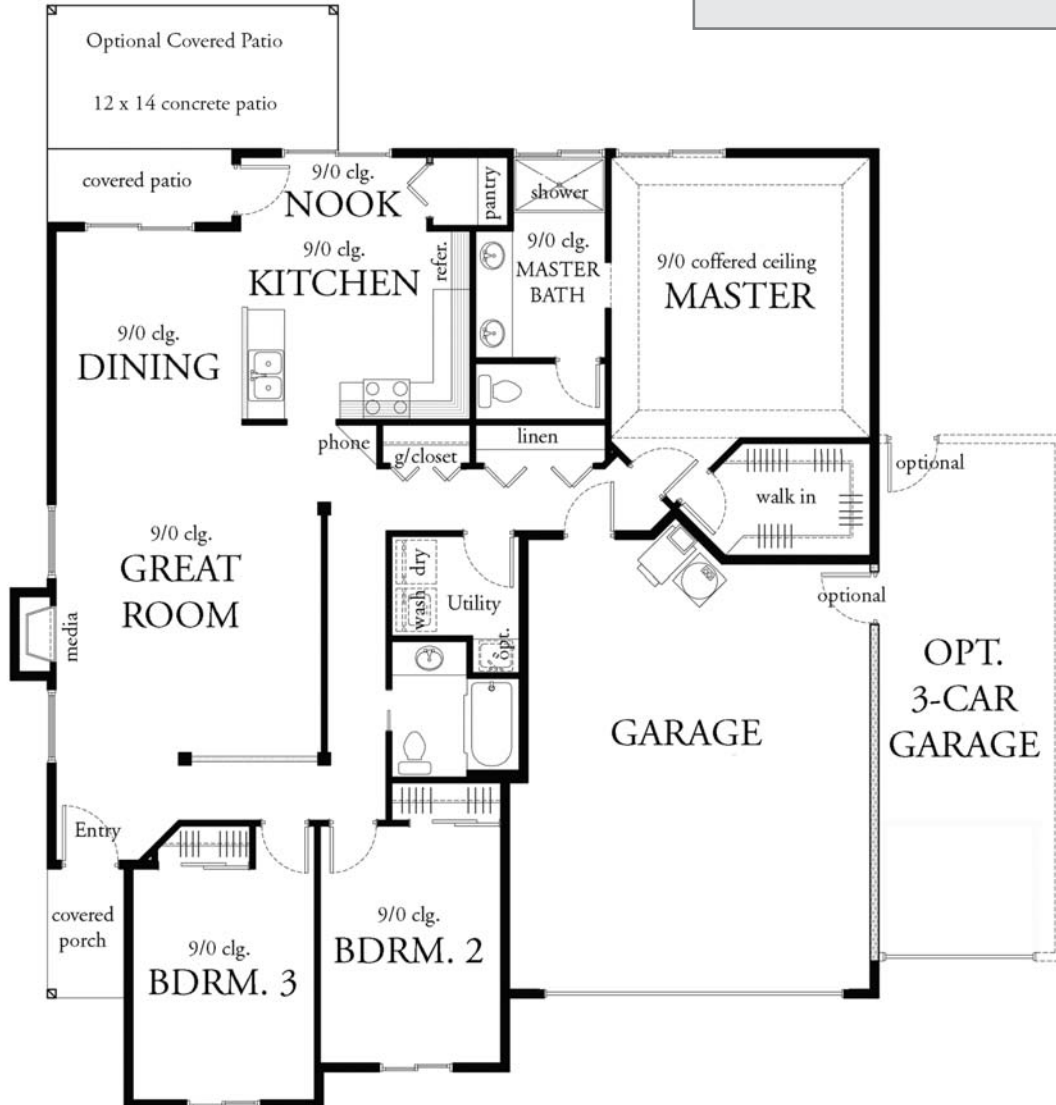 Optional Covered Patio
12 x 14 concrete patio
covered patio
9/0 clg.
NOOK
pantry
shower
9/0 clg.
KITCHEN
refer.
9/0 clg.
MASTER
BATH
9/0 coffered ceiling
MASTER
9/0 clg.
DINING
phone
g/closet
linen
optional
walk in
9/0 clg.
GREAT
ROOM
media
dry
wash
Utility
opt.
optional
OPT.
3-CAR
GARAGE
GARAGE
Entry
covered
porch
9/0 clg.
BDRM. 2
9/0 clg.
BDRM. 3